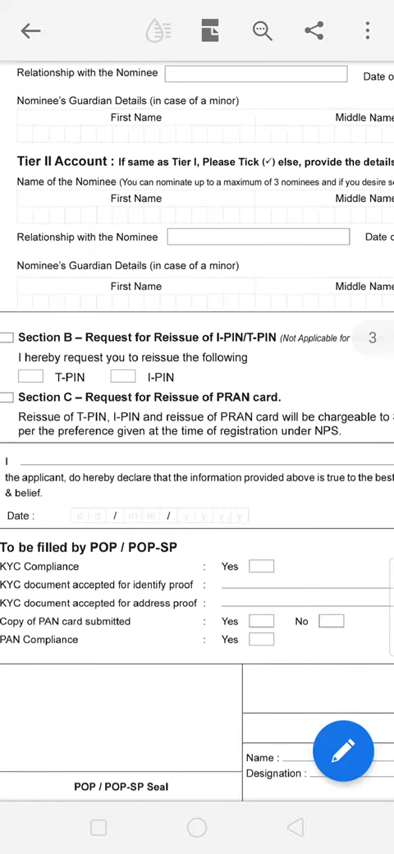 Relationship with the Nominee Date o
Nominee's Guardian Details (in case of a minor)
First Name Middle Name
Tier II Account : If same as Tier I, Please Tick (✓) else, provide the details
Name of the Nominee (You can nominate up to a maximum of 3 nominees and if you desire s
First Name Middle Name
Relationship with the Nominee Date o
Nominee's Guardian Details (in case of a minor)
First Name Middle Name
Section B – Request for Reissue of I-PIN/T-PIN (Not Applicable for 3
I hereby request you to reissue the following
T-PIN I-PIN
Section C - Request for Reissue of PRAN card.
Reissue of T-PIN, I-PIN and reissue of PRAN card will be chargeable to
per the preference given at the time of registration under NPS.
I
the applicant, do hereby declare that the information provided above is true to the best
& belief.
Date : d d / m m / y y y y
To be filled by POP / POP-SP
KYC Compliance : Yes
KYC document accepted for identify proof :
KYC document accepted for address proof :
Copy of PAN card submitted : Yes No
PAN Compliance : Yes
Name :
Designation :
POP / POP-SP Seal